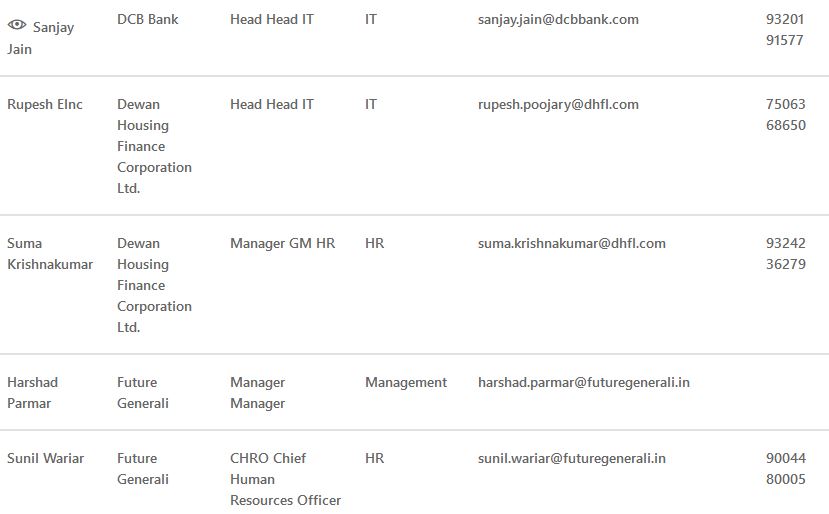 Sanjay Jain DCB Bank Head Head IT IT sanjay.jain@dcbbank.com 93201 91577
Rupesh EInc Dewan Housing Finance Corporation Ltd. Head Head IT IT rupesh.poojary@dhfl.com 75063 68650
Suma Krishnakumar Dewan Housing Finance Corporation Ltd. Manager GM HR HR suma.krishnakumar@dhfl.com 93242 36279
Harshad Parmar Future Generali Manager Manager Management harshad.parmar@futuregenerali.in
Sunil Wariar Future Generali CHRO Chief Human Resources Officer HR sunil.wariar@futuregenerali.in 90044 80005